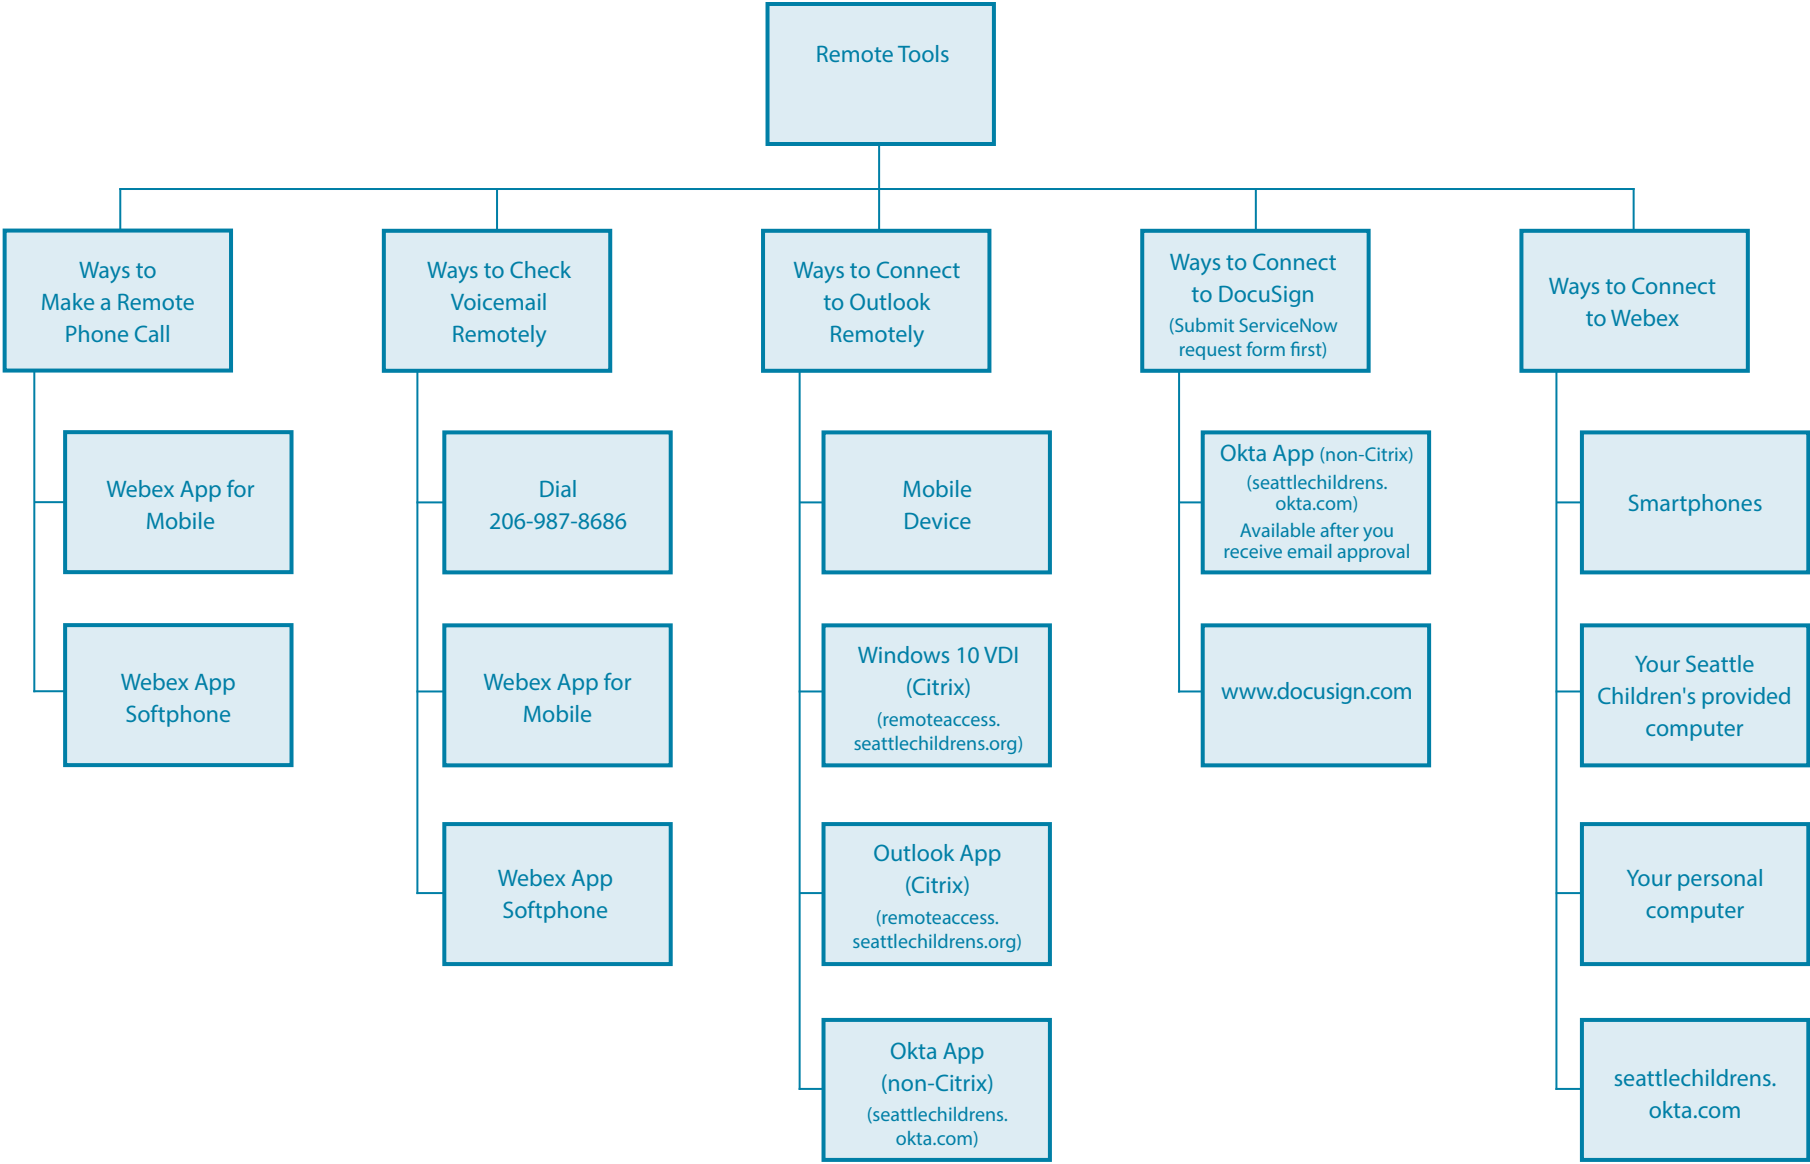 Remote Tools
Ways to
Make a Remote
Phone Call
Webex App for
Mobile
Webex App
Softphone
Ways to Check
Voicemail
Remotely
Dial
206-987-8686
Webex App for
Mobile
Webex App
Softphone
Ways to Connect
to Outlook
Remotely
Mobile
Device
Windows 10 VDI
(Citrix)
(remoteaccess.
seattlechildrens.org)
Outlook App
(Citrix)
(remoteaccess.
seattlechildrens.org)
Okta App
(non-Citrix)
(seattlechildrens.
okta.com)
Ways to Connect
to DocuSign
(Submit ServiceNow
request form first)
Okta App (non-Citrix)
(seattlechildrens.
okta.com)
Available after you
receive email approval
www.docusign.com
Ways to Connect
to Webex
Smartphones
Your Seattle
Children's provided
computer
Your personal
computer
seattlechildrens.
okta.com